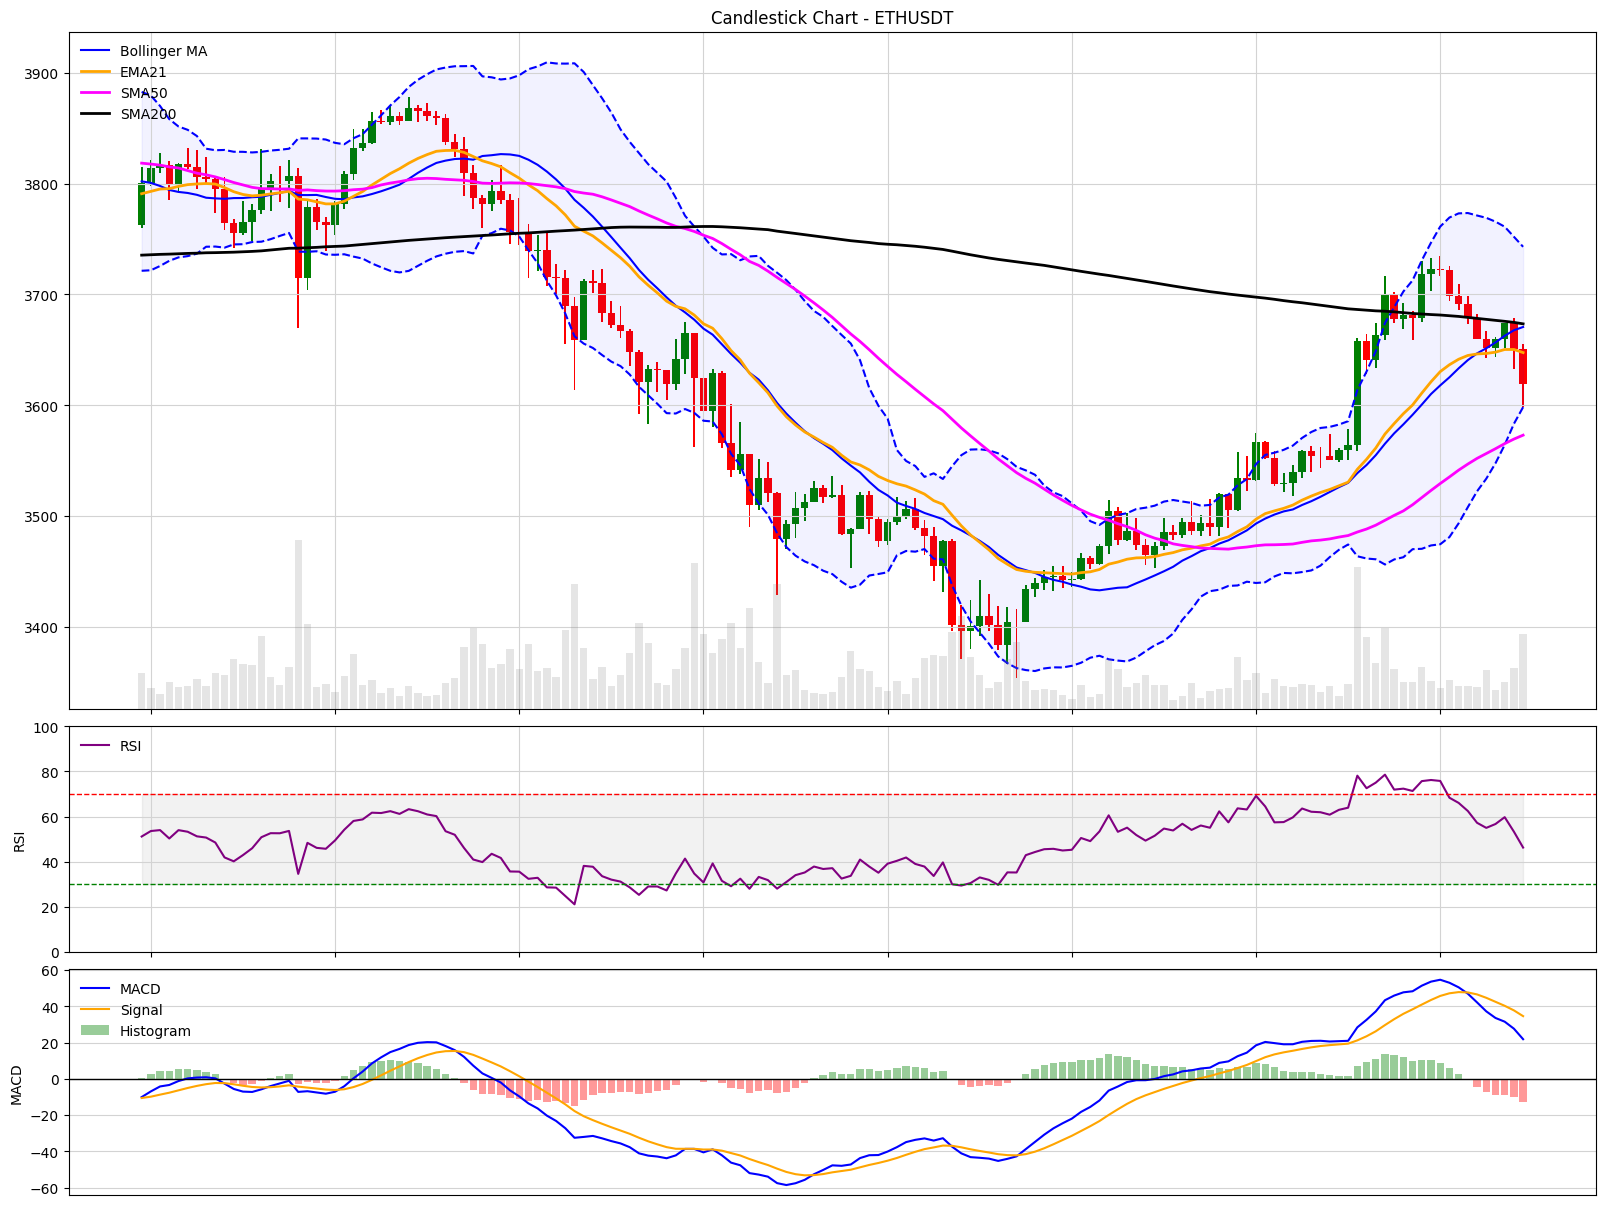 Candlestick Chart - ETHUSDT
Bollinger MA
EMA21
SMA50
SMA200
3900
3800
3700
3600
3500
3400
RSI
100
80
60
40
20
0
RSI
MACD
Signal
Histogram
60
40
20
0
−20
−40
−60
MACD